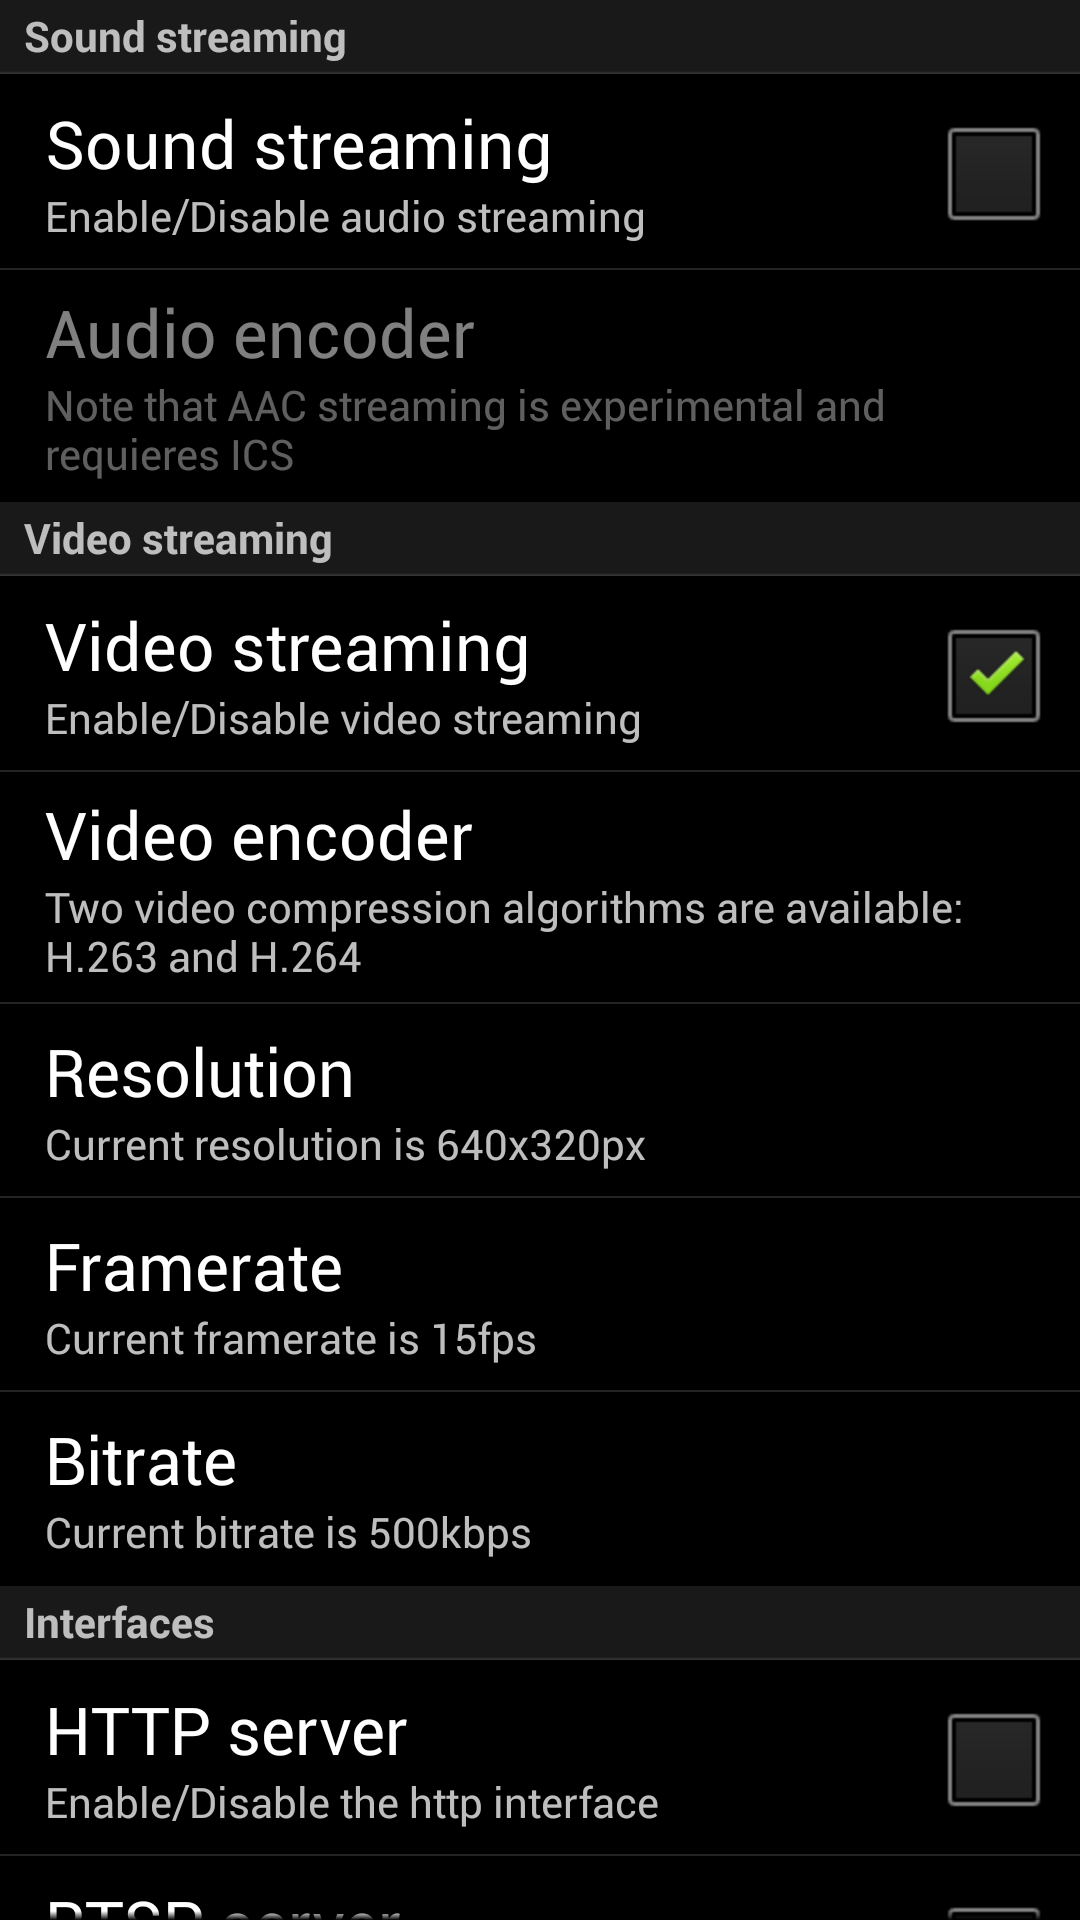 Sound streaming
Sound streaming
Enable/Disable audio streaming
Audio encoder
Note that AAC streaming is experimental and
requieres ICS
Video streaming
Video streaming
Enable/Disable video streaming
Video encoder
Two video compression algorithms are available:
H.263 and H.264
Resolution
Current resolution is 640x320px
Framerate
Current framerate is 15fps
Bitrate
Current bitrate is 500kbps
Interfaces
HTTP server
Enable/Disable the http interface
RTSP server